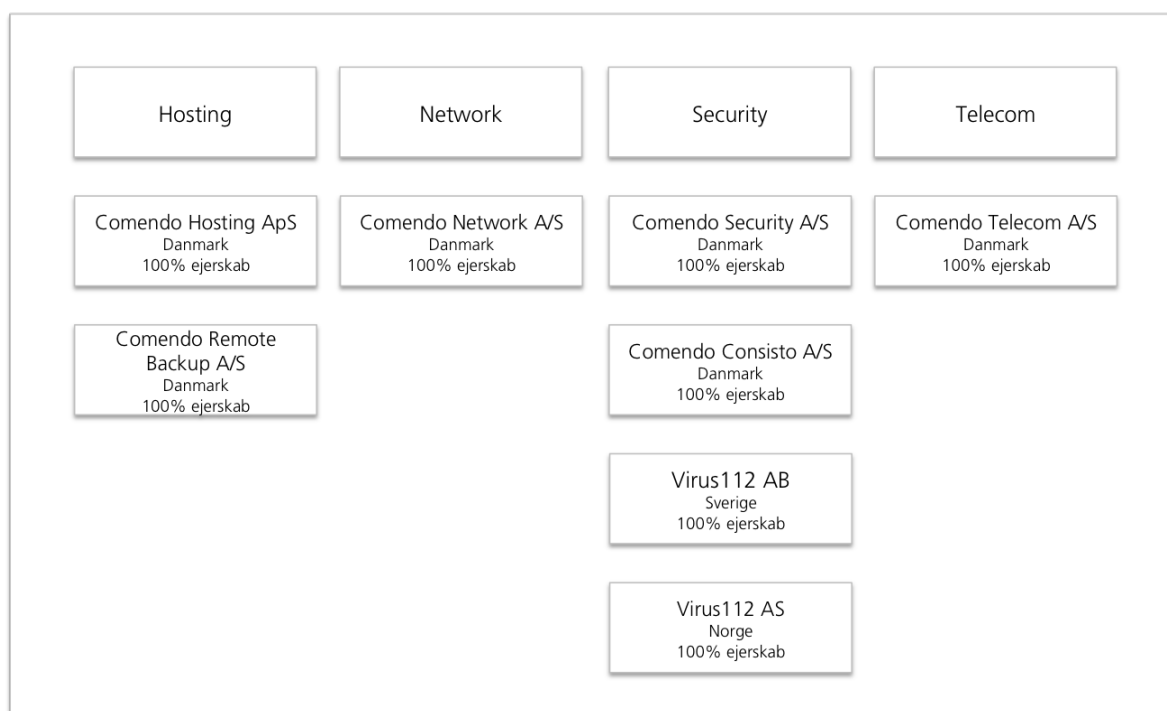 Hosting
Network
Security
Telecom
Comendo Hosting ApS
Danmark
100% ejerskab
Comendo Network A/S
Danmark
100% ejerskab
Comendo Security A/S
Danmark
100% ejerskab
Comendo Telecom A/S
Danmark
100% ejerskab
Comendo Remote
Backup A/S
Danmark
100% ejerskab
Comendo Consisto A/S
Danmark
100% ejerskab
Virus112 AB
Sverige
100% ejerskab
Virus112 AS
Norge
100% ejerskab